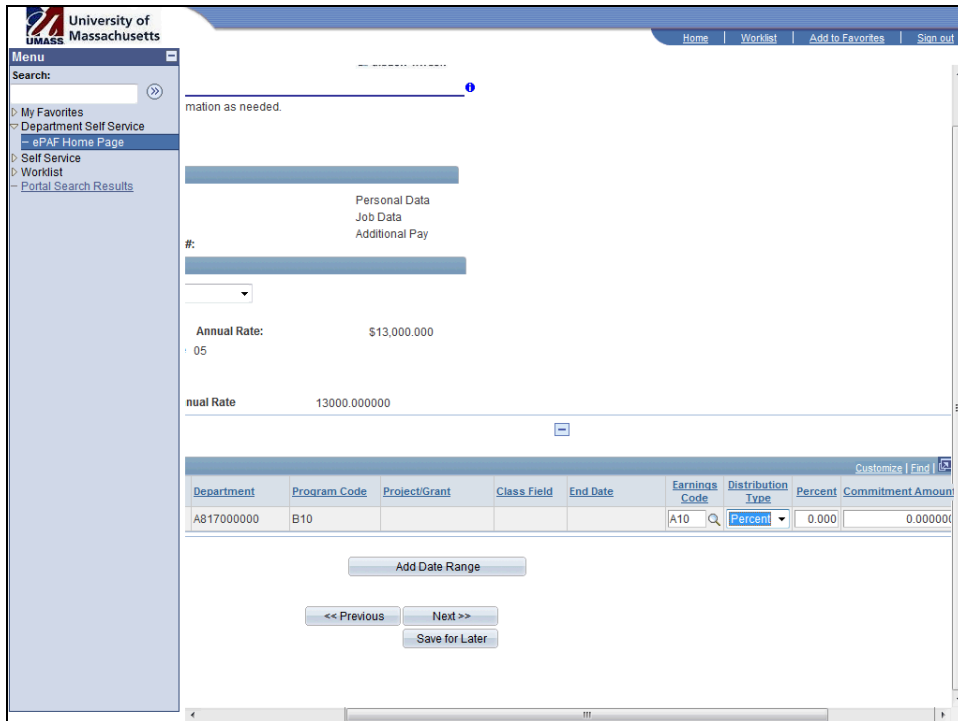 University of
UMASS Massachusetts
Home | Worklist | Add to Favorites | Sign out
Menu
Search:
My Favorites
Department Self Service
ePAF Home Page
Self Service
Worklist
Portal Search Results
mation as needed.
Personal Data
Job Data
Additional Pay
#:
Annual Rate: $13,000.000
05
nual Rate 13000.000000
Customize | Find |
Department Program Code Project/Grant Class Field End Date Earnings Code Distribution Type Percent Commitment Amount
A817000000 B10 A10 Percent 0.000 0.000000
Add Date Range
<< Previous Next >>
Save for Later